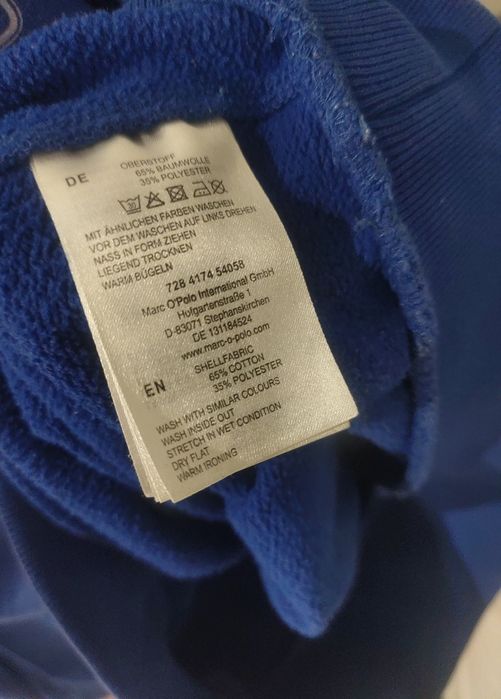 DE
OBERSTOFF
65% BAUMWOLLE
35% POLYESTER
30
MIT ÄHNLICHEN FARBEN WASCHEN
VOR DEM WASCHEN AUF LINKS DREHEN
NASS IN FORM ZIEHEN
LIEGEND TROCKNEN
WARM BÜGELN
728 4174 54058
Marc O'Polo International GmbH
Hofgartenstraße 1
D-83071 Stephanskirchen
DE 131184524
www.marc-o-polo.com
EN
SHELLFABRIC
65% COTTON
35% POLYESTER
WASH WITH SIMILAR COLOURS
WASH INSIDE OUT
STRETCH IN WET CONDITION
DRY FLAT
WARM IRONING